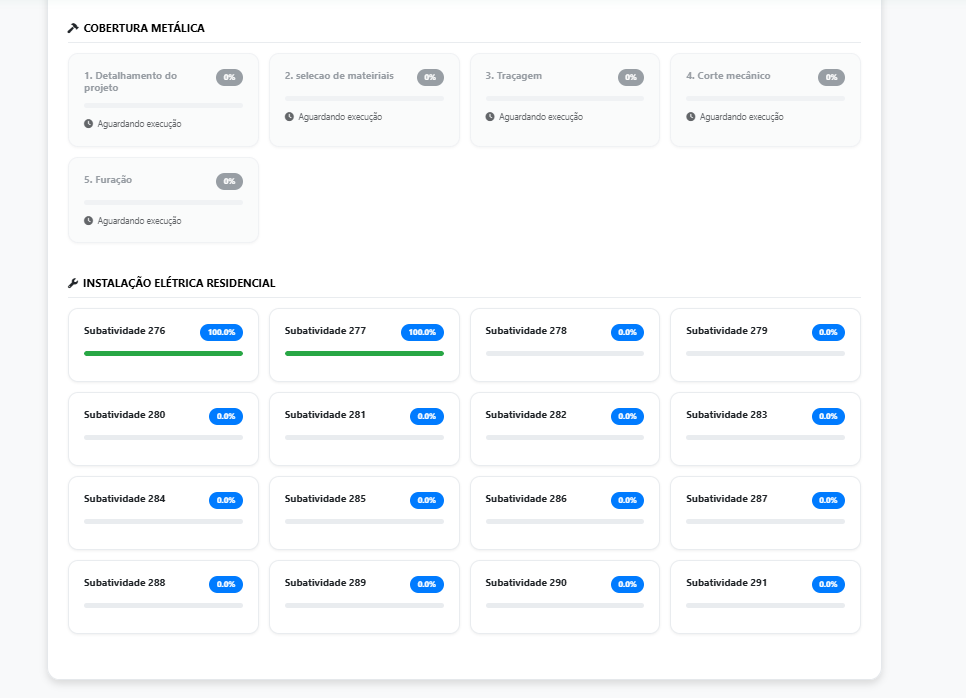 COBERTURA METÁLICA
1. Detalhamento do projeto 0%
Aguardando execução
2. selecao de mateiriais 0%
Aguardando execução
3. Traçagem 0%
Aguardando execução
4. Corte mecânico 0%
Aguardando execução
5. Furação 0%
Aguardando execução
INSTALAÇÃO ELÉTRICA RESIDENCIAL
Subatividade 276 100.0%
Subatividade 277 100.0%
Subatividade 278 0.0%
Subatividade 279 0.0%
Subatividade 280 0.0%
Subatividade 281 0.0%
Subatividade 282 0.0%
Subatividade 283 0.0%
Subatividade 284 0.0%
Subatividade 285 0.0%
Subatividade 286 0.0%
Subatividade 287 0.0%
Subatividade 288 0.0%
Subatividade 289 0.0%
Subatividade 290 0.0%
Subatividade 291 0.0%